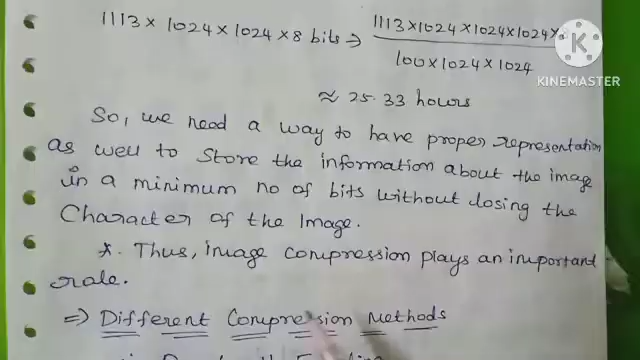 1113 × 1024 × 1024 × 8 bits ⇒ 1113×1024×1024×1024×
100×1024×1024
≈ 25.33 hours
So, we need a way to have proper representation
as well to store the information about the image
in a minimum no of bits without losing the
Character of the Image.
*. Thus, image compression plays an important
role.
⇒ Different Compression Methods
KINEMASTER